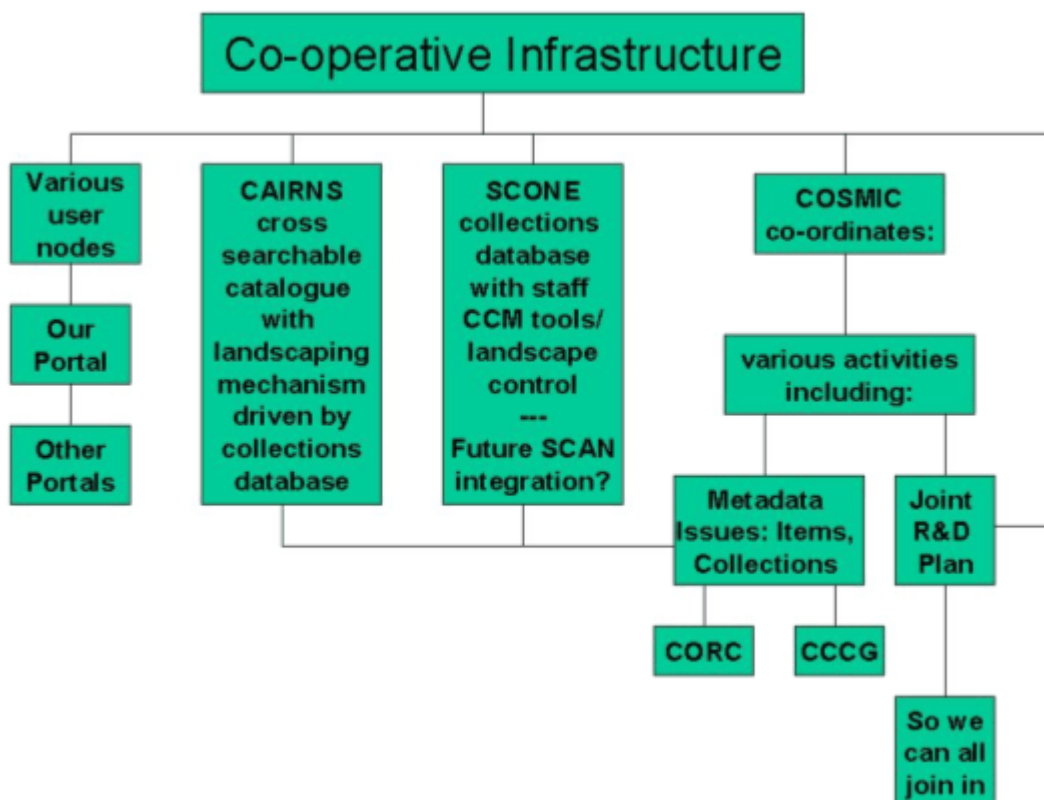 Co-operative Infrastructure
Various
user
nodes
Our
Portal
Other
Portals
CAIRNS
cross
searchable
catalogue
with
landscaping
mechanism
driven by
collections
database
SCONE
collections
database
with staff
CCM tools/
landscape
control
---
Future SCAN
integration?
COSMIC
co-ordinates:
various activities
including:
Metadata
Issues: Items,
Collections
CORC
CCCG
Joint
R&D
Plan
So we
can all
join in